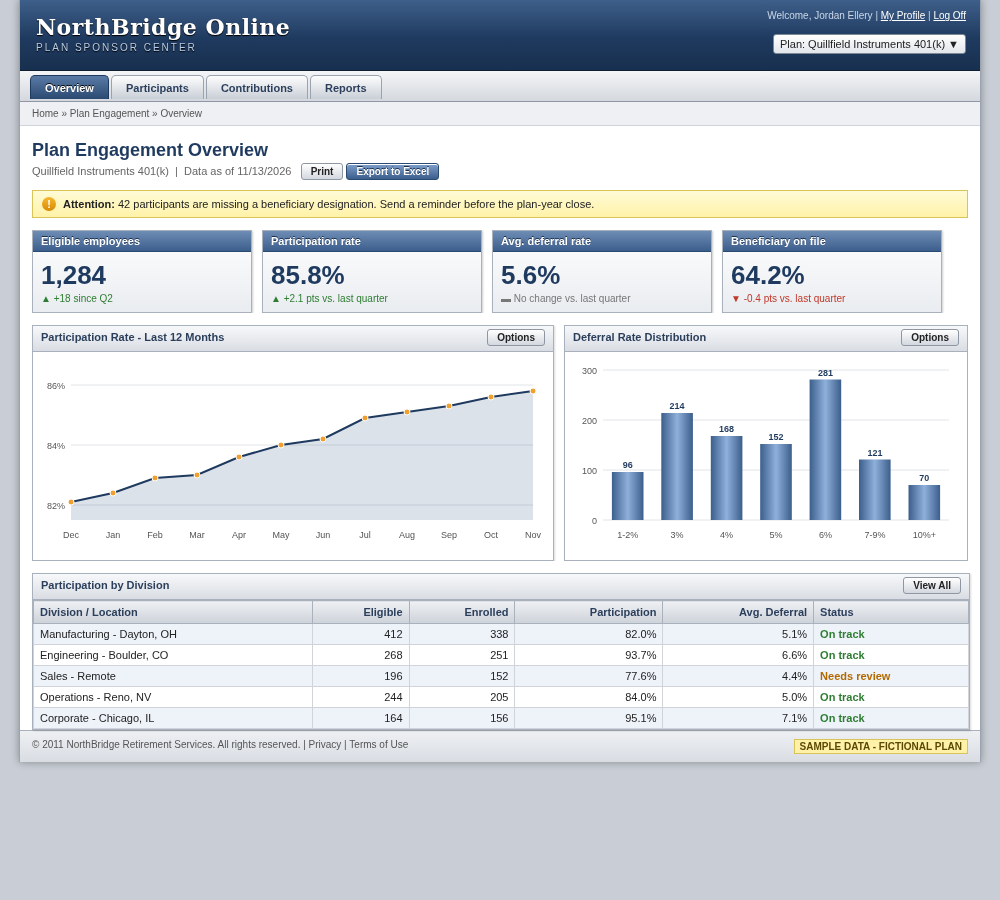 NorthBridge Online
PLAN SPONSOR CENTER
Welcome, Jordan Ellery | My Profile | Log Off
Plan: Quillfield Instruments 401(k) ▼
Overview Participants Contributions Reports
Home » Plan Engagement » Overview
Plan Engagement Overview
Quillfield Instruments 401(k) | Data as of 11/13/2026 Print Export to Excel
! Attention: 42 participants are missing a beneficiary designation. Send a reminder before the plan-year close.
Eligible employees
1,284
▲ +18 since Q2
Participation rate
85.8%
▲ +2.1 pts vs. last quarter
Avg. deferral rate
5.6%
▬ No change vs. last quarter
Beneficiary on file
64.2%
▼ -0.4 pts vs. last quarter
Participation Rate - Last 12 Months Options
86%
84%
82%
Dec Jan Feb Mar Apr May Jun Jul Aug Sep Oct Nov
Deferral Rate Distribution Options
300
200
100
0
96 214 168 152 281 121 70
1-2% 3% 4% 5% 6% 7-9% 10%+
Participation by Division View All
Division / Location Eligible Enrolled Participation Avg. Deferral Status
Manufacturing - Dayton, OH 412 338 82.0% 5.1% On track
Engineering - Boulder, CO 268 251 93.7% 6.6% On track
Sales - Remote 196 152 77.6% 4.4% Needs review
Operations - Reno, NV 244 205 84.0% 5.0% On track
Corporate - Chicago, IL 164 156 95.1% 7.1% On track
© 2011 NorthBridge Retirement Services. All rights reserved. | Privacy | Terms of Use
SAMPLE DATA - FICTIONAL PLAN